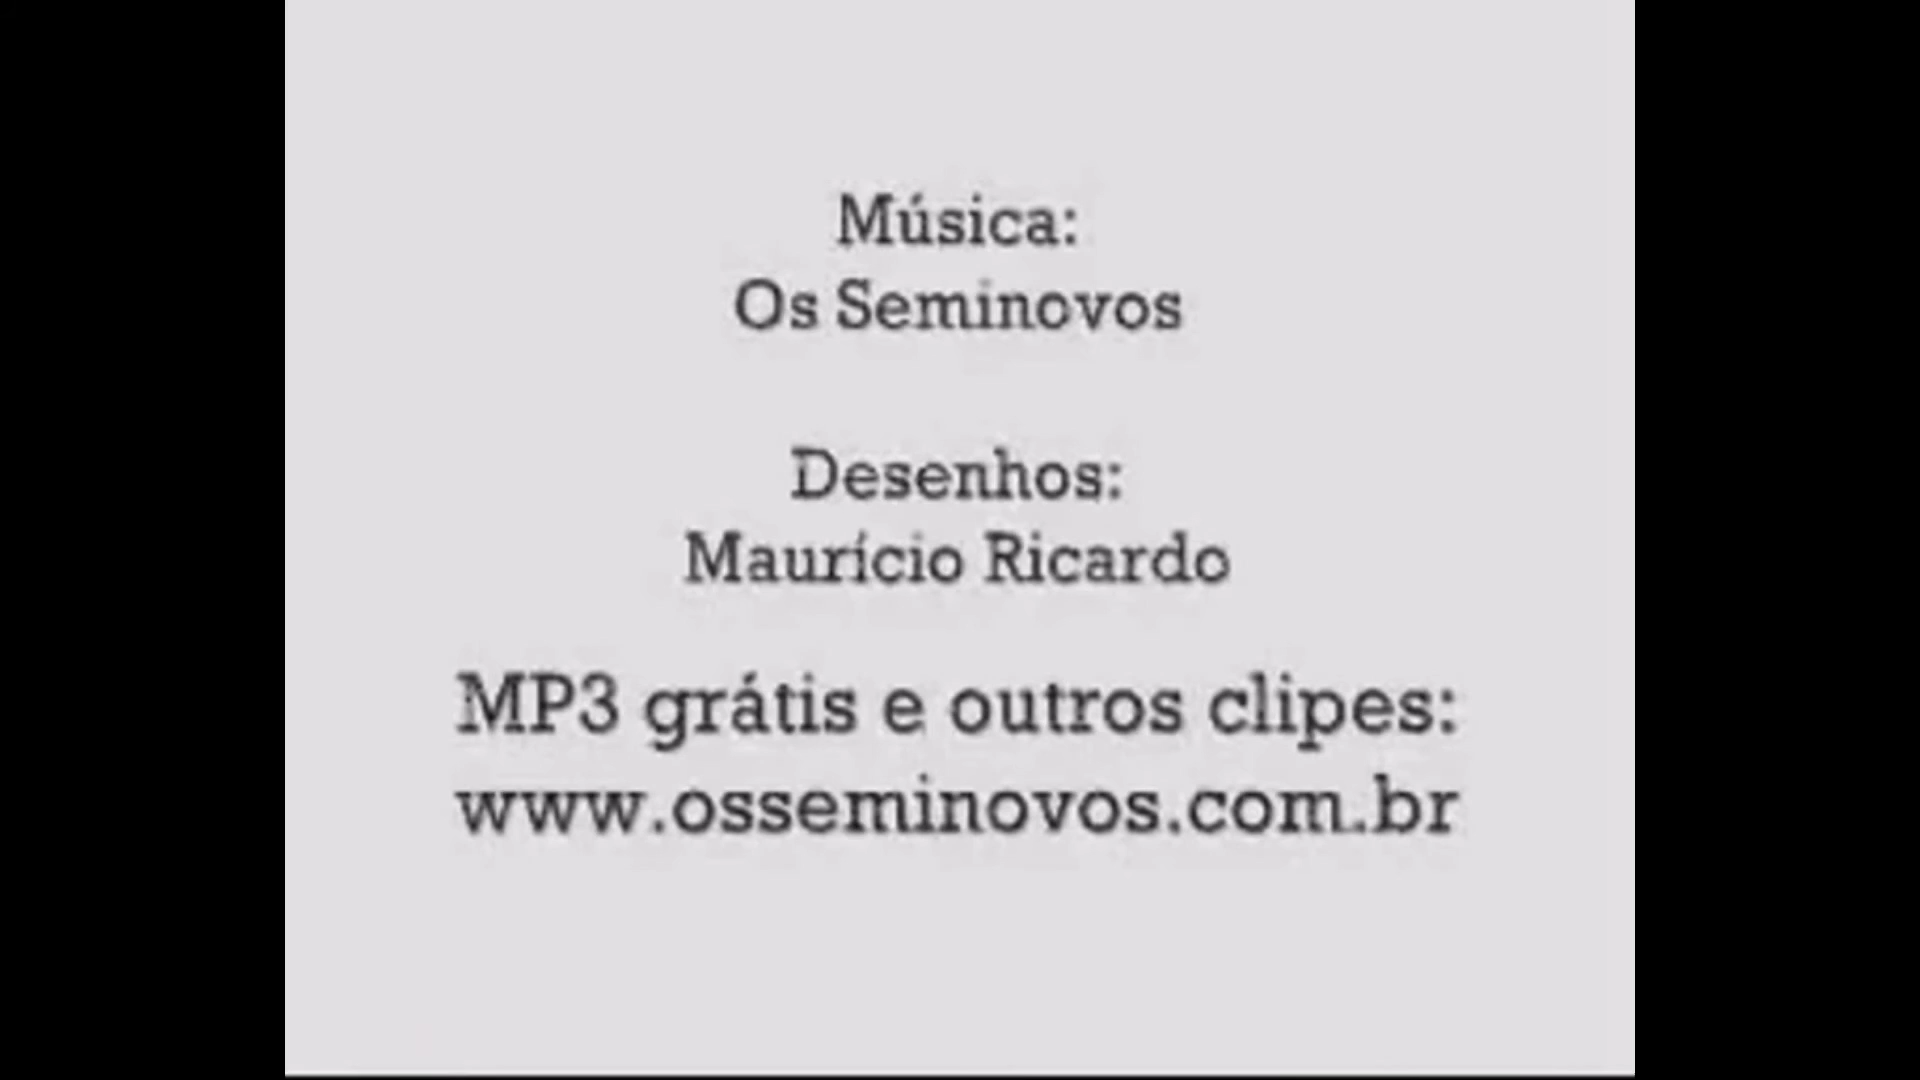 Música:
Os Seminovos
Desenhos:
Maurício Ricardo
MP3 grátis e outros clipes:
www.osseminovos.com.br